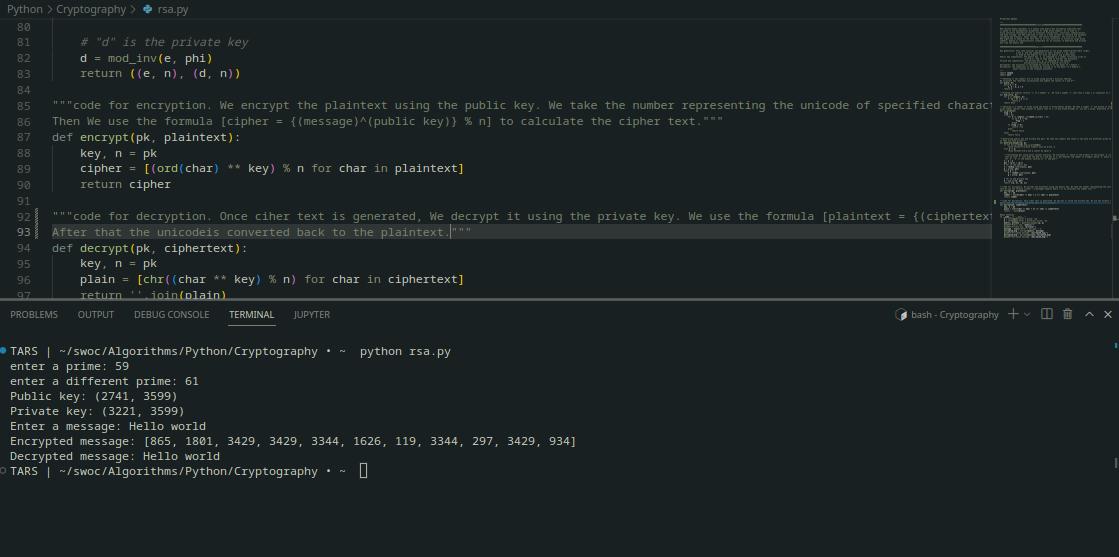 Python > Cryptography > rsa.py
80
81 # "d" is the private key
82 d = mod_inv(e, phi)
83 return ((e, n), (d, n))
84
85 """code for encryption. We encrypt the plaintext using the public key. We take the number representing the unicode of specified charact
86 Then We use the formula [cipher = {(message)^(public key)} % n] to calculate the cipher text."""
87 def encrypt(pk, plaintext):
88 key, n = pk
89 cipher = [(ord(char) ** key) % n for char in plaintext]
90 return cipher
91
92 """code for decryption. Once ciher text is generated, We decrypt it using the private key. We use the formula [plaintext = {(ciphertext
93 After that the unicodeis converted back to the plaintext."""
94 def decrypt(pk, ciphertext):
95 key, n = pk
96 plain = [chr((char ** key) % n) for char in ciphertext]
97 return ''.join(plain)
PROBLEMS OUTPUT DEBUG CONSOLE TERMINAL JUPYTER bash - Cryptography
TARS | ~/swoc/Algorithms/Python/Cryptography • ~ python rsa.py
enter a prime: 59
enter a different prime: 61
Public key: (2741, 3599)
Private key: (3221, 3599)
Enter a message: Hello world
Encrypted message: [865, 1801, 3429, 3429, 3344, 1626, 119, 3344, 297, 3429, 934]
Decrypted message: Hello world
TARS | ~/swoc/Algorithms/Python/Cryptography • ~